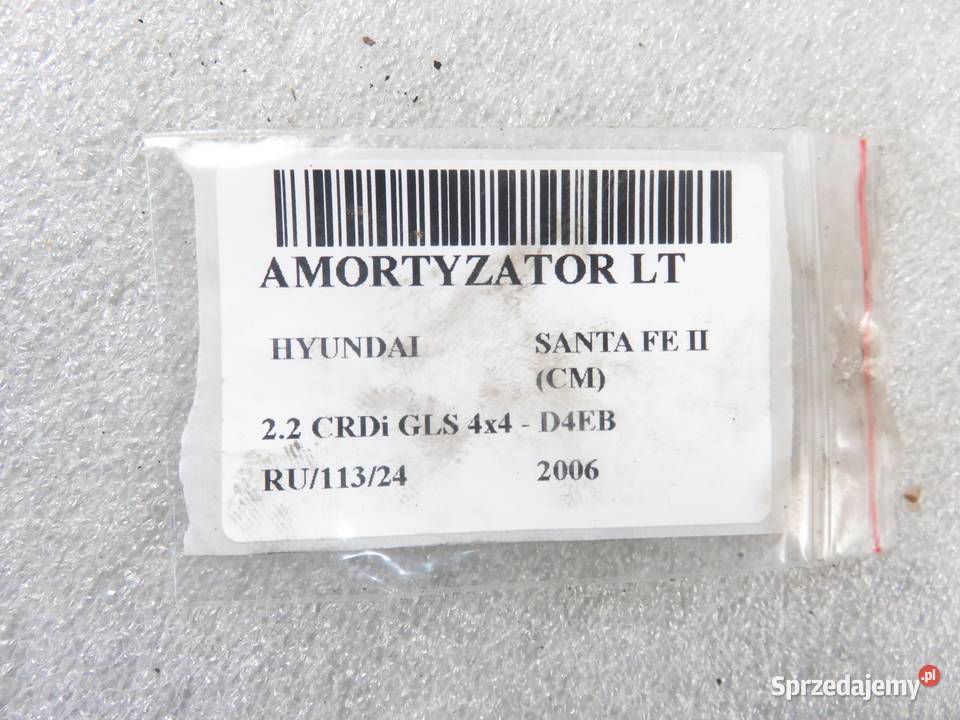 AMORTYZATOR LT
HYUNDAI SANTA FE II
(CM)
2.2 CRDi GLS 4x4 - D4EB
RU/113/24 2006
Sprzedajemy.pl